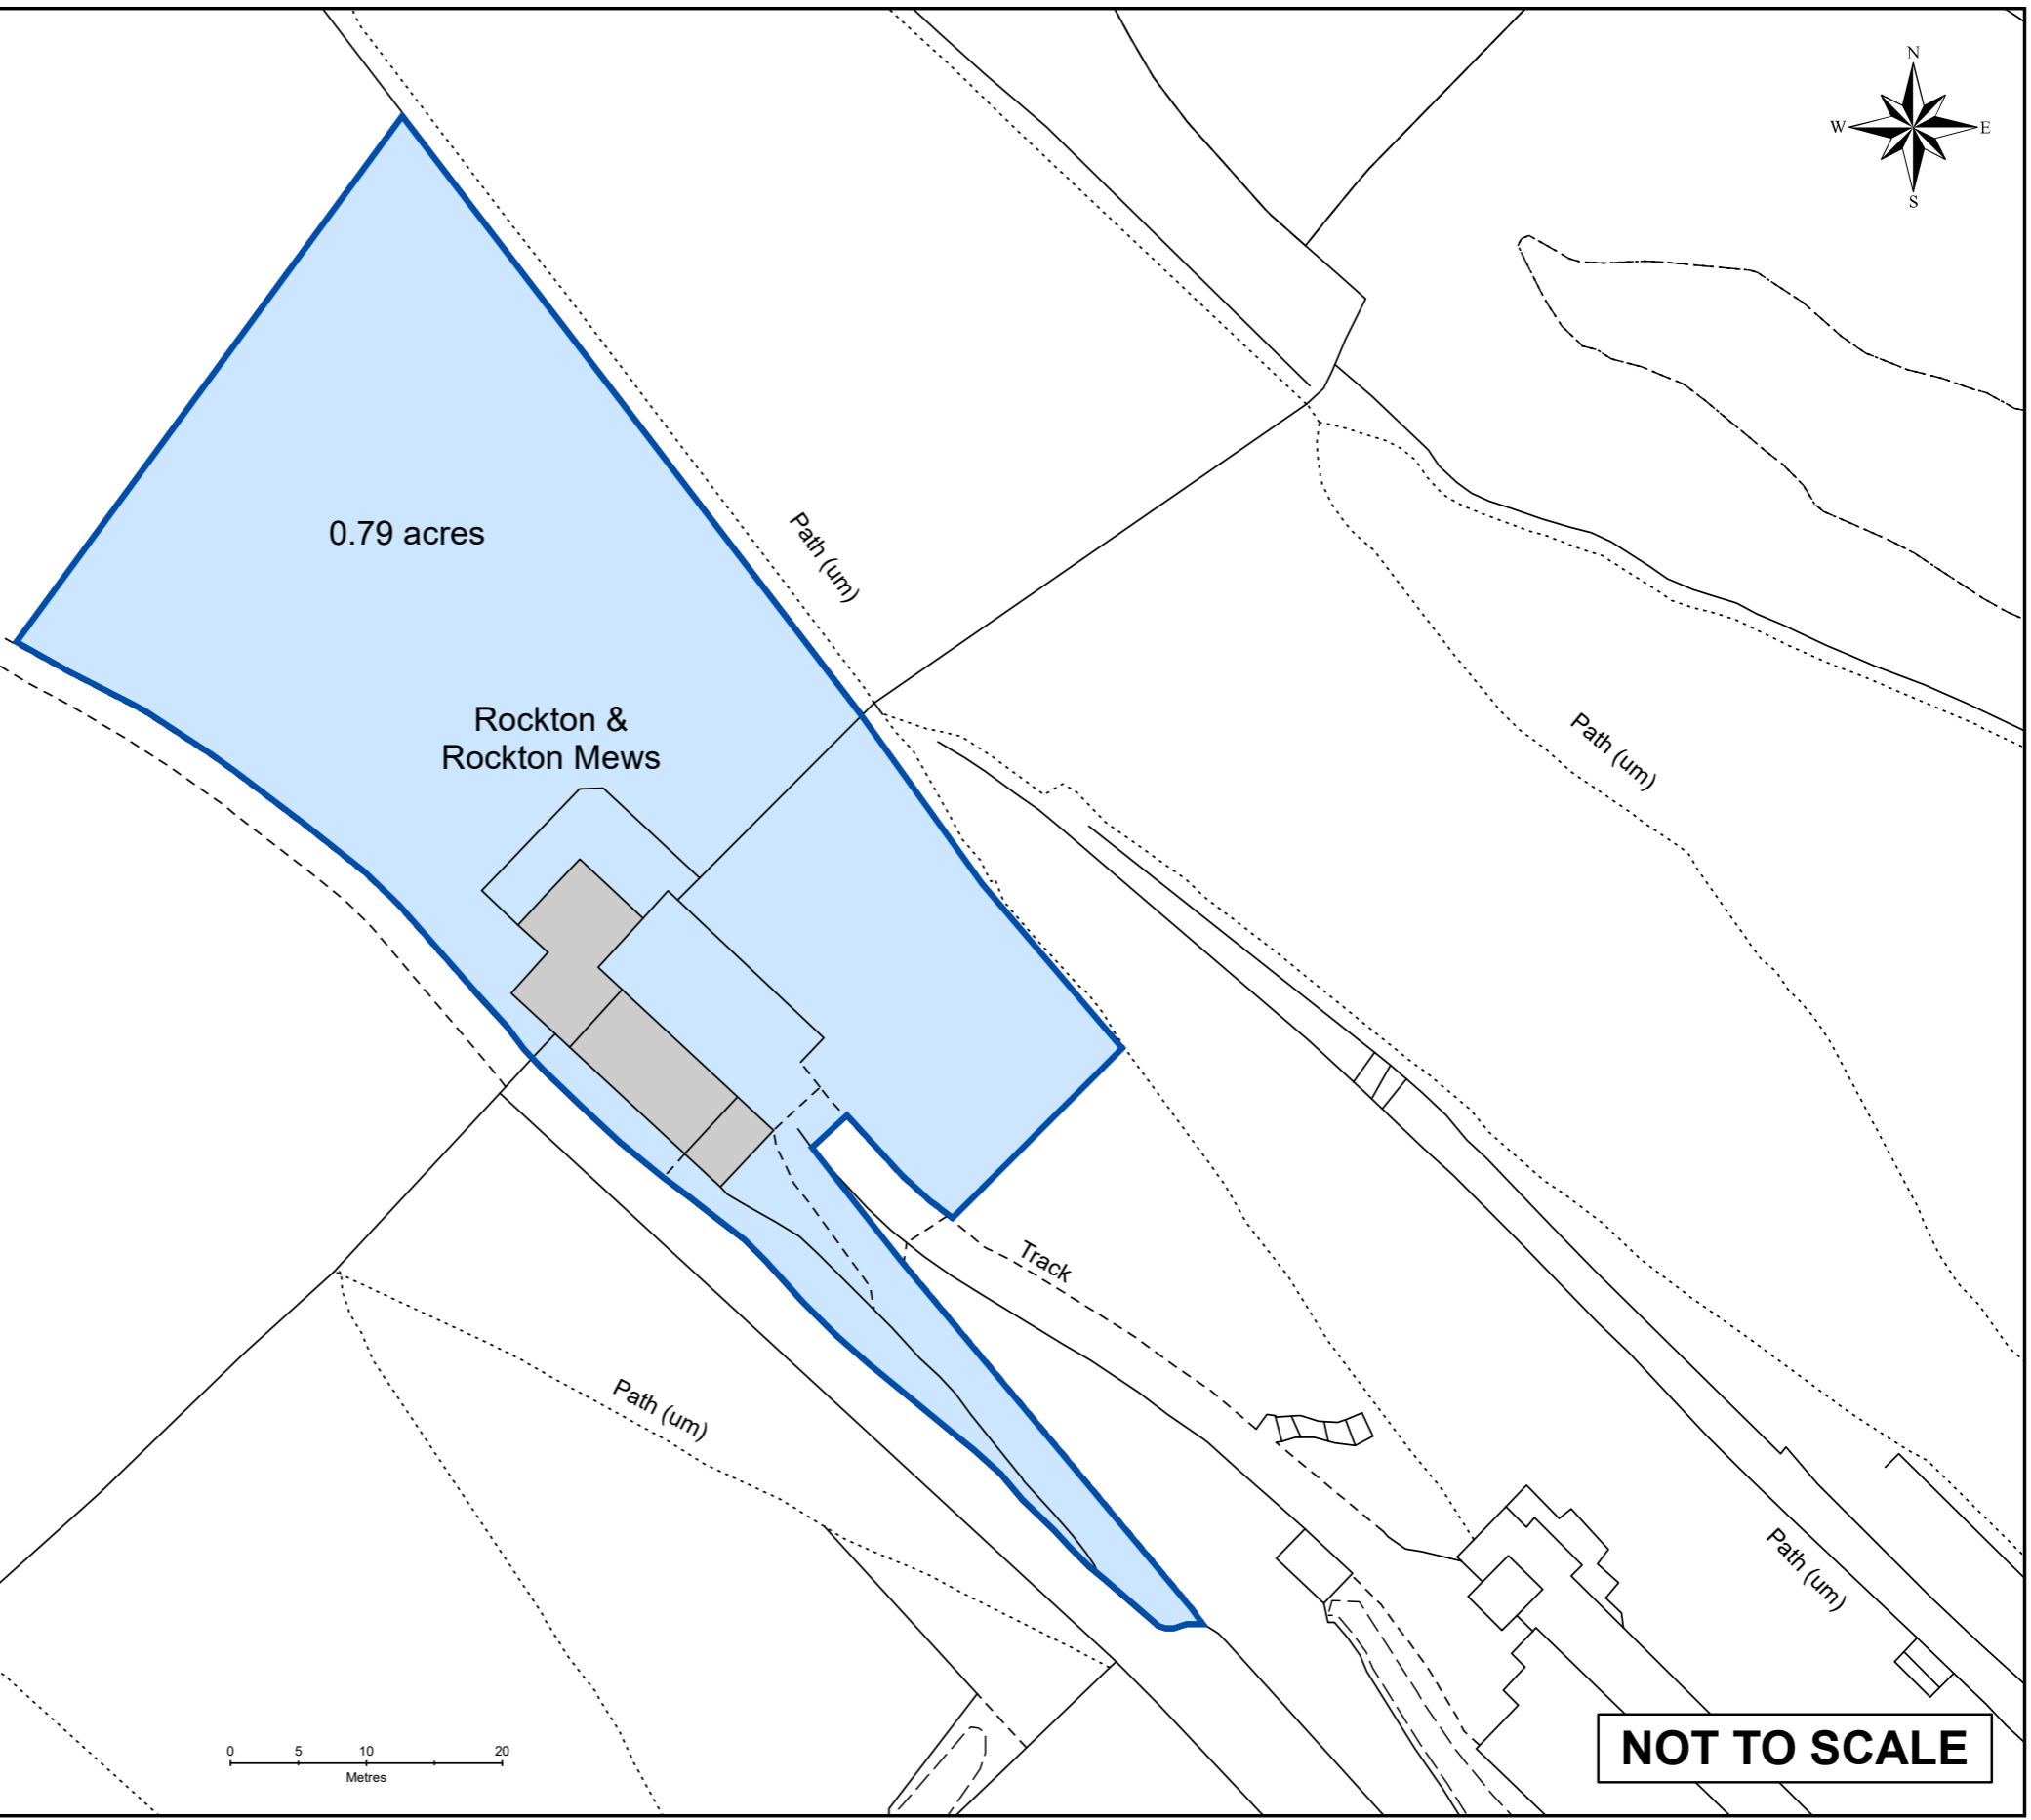 N
W E
S
0.79 acres
Path (um)
Rockton &
Rockton Mews
Path (um)
Track
Path (um)
Path (um)
0 5 10 20
Metres
NOT TO SCALE